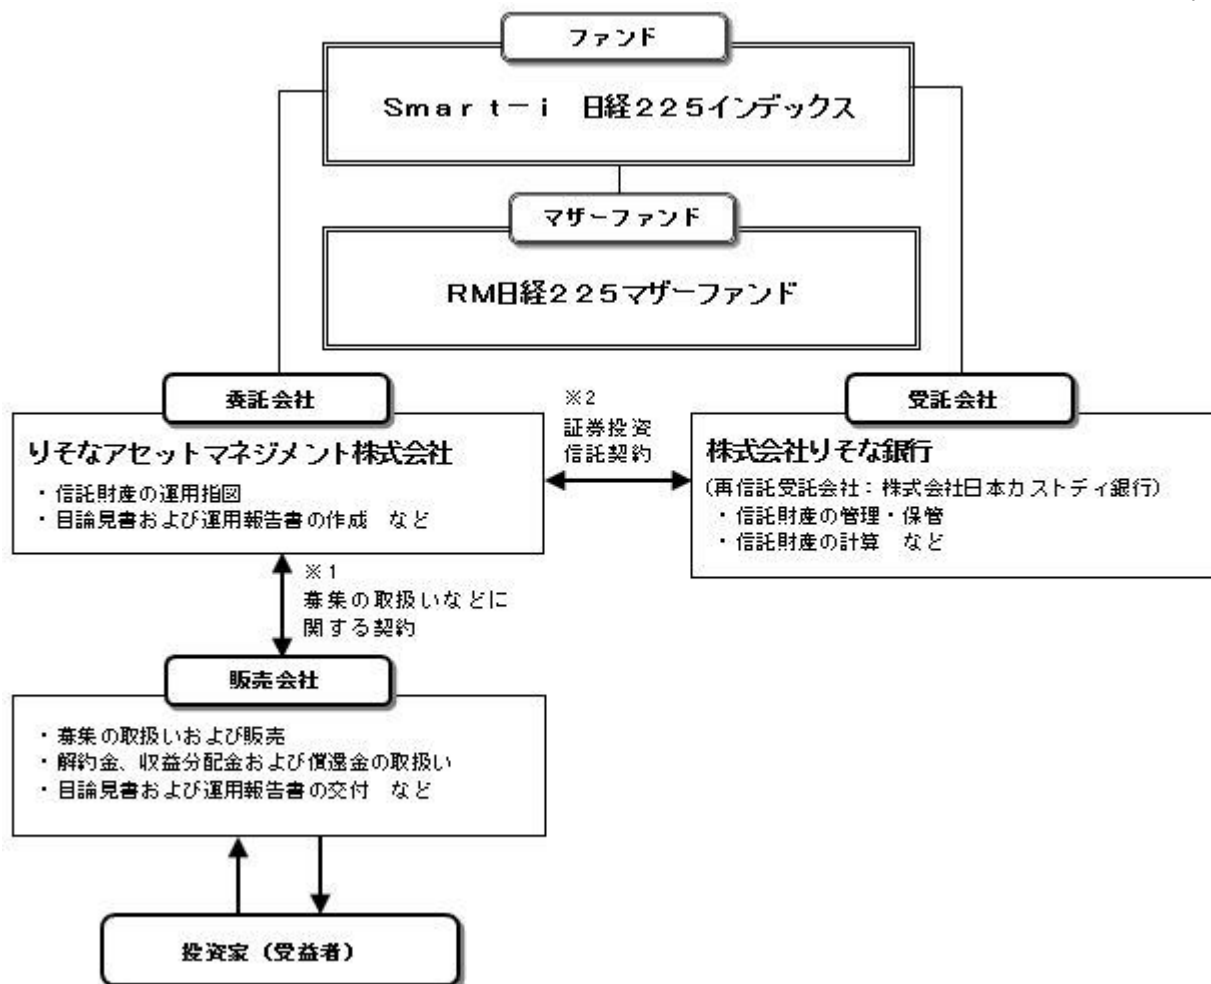 ファンド
Smart－i　日経225インデックス
マザーファンド
RM日経225マザーファンド
委託会社
りそなアセットマネジメント株式会社
・信託財産の運用指図
・目論見書および運用報告書の作成　など
※2
証券投資
信託契約
受託会社
株式会社りそな銀行
(再信託受託会社：株式会社日本カストディ銀行)
・信託財産の管理・保管
・信託財産の計算　など
※1
募集の取扱いなどに
関する契約
販売会社
・募集の取扱いおよび販売
・解約金、収益分配金および償還金の取扱い
・目論見書および運用報告書の交付　など
投資家（受益者）